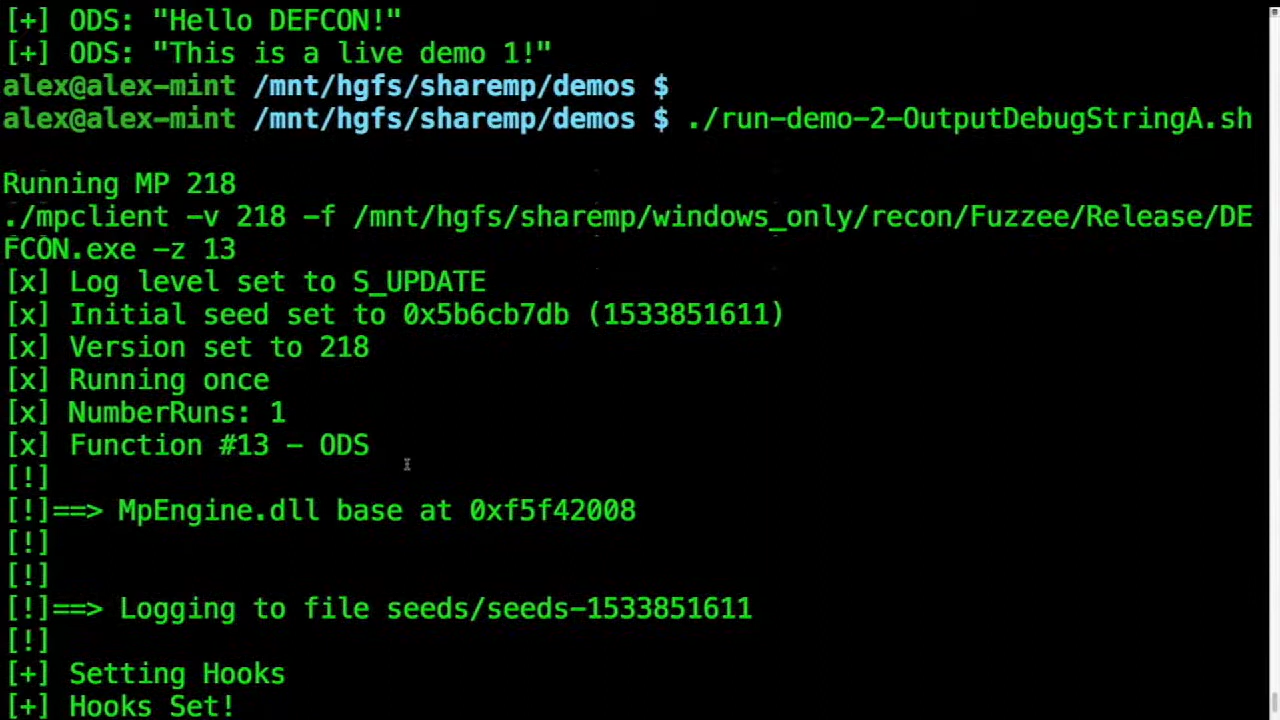 [+] ODS: "Hello DEFCON!"
[+] ODS: "This is a live demo 1!"
alex@alex-mint /mnt/hgfs/sharemp/demos $
alex@alex-mint /mnt/hgfs/sharemp/demos $ ./run-demo-2-OutputDebugStringA.sh
Running MP 218
./mpclient -v 218 -f /mnt/hgfs/sharemp/windows_only/recon/Fuzzee/Release/DE
FCON.exe -z 13
[x] Log level set to S_UPDATE
[x] Initial seed set to 0x5b6cb7db (1533851611)
[x] Version set to 218
[x] Running once
[x] NumberRuns: 1
[x] Function #13 - ODS
[!]
[!]==> MpEngine.dll base at 0xf5f42008
[!]
[!]
[!]==> Logging to file seeds/seeds-1533851611
[!]
[+] Setting Hooks
[+] Hooks Set!